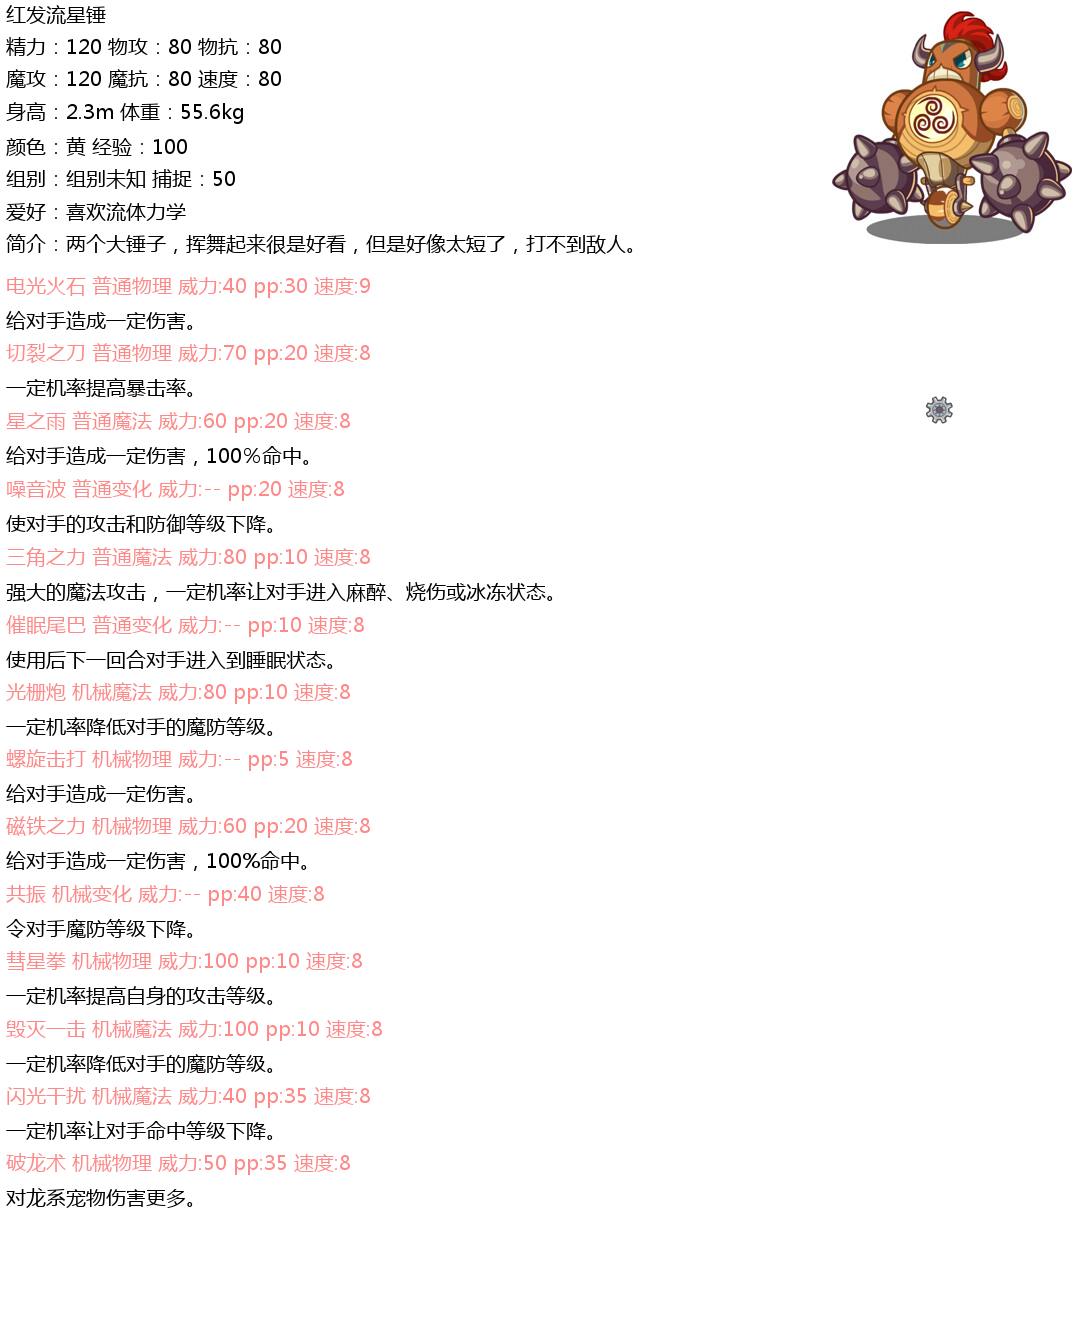 红发流星锤
精力：120 物攻：80 物抗：80
魔攻：120 魔抗：80 速度：80
身高：2.3m 体重：55.6kg
颜色：黄 经验：100
组别：组别未知 捕捉：50
爱好：喜欢流体力学
简介：两个大锤子，挥舞起来很是好看，但是好像太短了，打不到敌人。
电光火石 普通物理 威力:40 pp:30 速度:9
给对手造成一定伤害。
切裂之刀 普通物理 威力:70 pp:20 速度:8
一定机率提高暴击率。
星之雨 普通魔法 威力:60 pp:20 速度:8
给对手造成一定伤害，100%命中。
噪音波 普通变化 威力:-- pp:20 速度:8
使对手的攻击和防御等级下降。
三角之力 普通魔法 威力:80 pp:10 速度:8
强大的魔法攻击，一定机率让对手进入麻醉、烧伤或冰冻状态。
催眠尾巴 普通变化 威力:-- pp:10 速度:8
使用后下一回合对手进入到睡眠状态。
光栅炮 机械魔法 威力:80 pp:10 速度:8
一定机率降低对手的魔防等级。
螺旋击打 机械物理 威力:-- pp:5 速度:8
给对手造成一定伤害。
磁铁之力 机械物理 威力:60 pp:20 速度:8
给对手造成一定伤害，100%命中。
共振 机械变化 威力:-- pp:40 速度:8
令对手魔防等级下降。
彗星拳 机械物理 威力:100 pp:10 速度:8
一定机率提高自身的攻击等级。
毁灭一击 机械魔法 威力:100 pp:10 速度:8
一定机率降低对手的魔防等级。
闪光干扰 机械魔法 威力:40 pp:35 速度:8
一定机率让对手命中等级下降。
破龙术 机械物理 威力:50 pp:35 速度:8
对龙系宠物伤害更多。